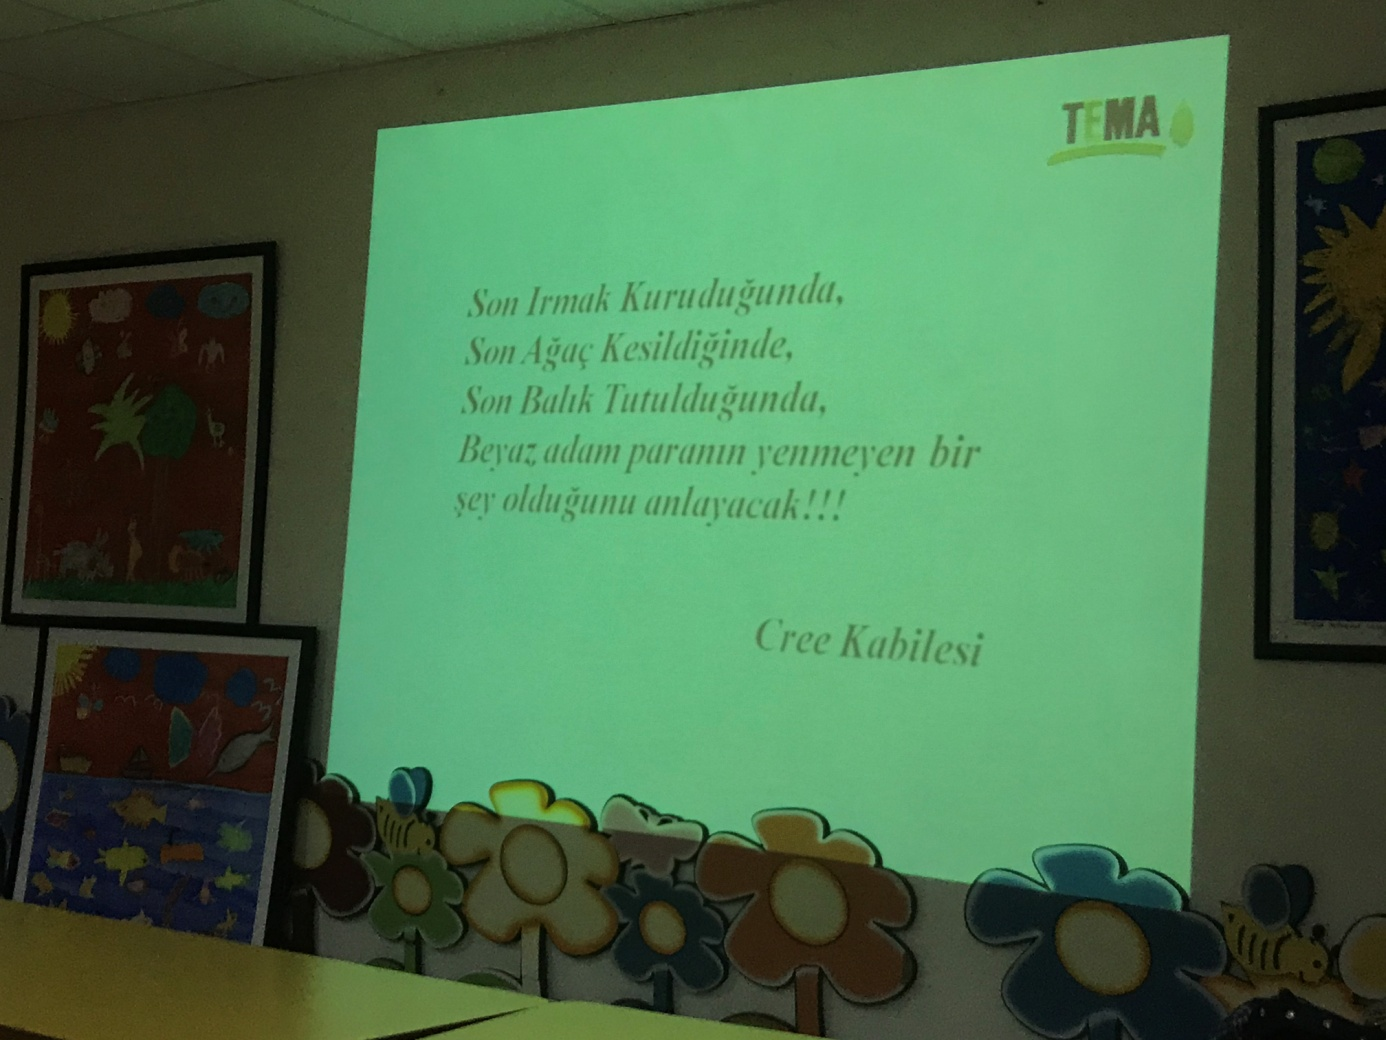 TEMA
Son Irmak Kuruduğunda,
Son Ağaç Kesildiğinde,
Son Balık Tutulduğunda,
Beyaz adam paranın yenmeyen bir
şey olduğunu anlayacak!!!
Cree Kabilesi